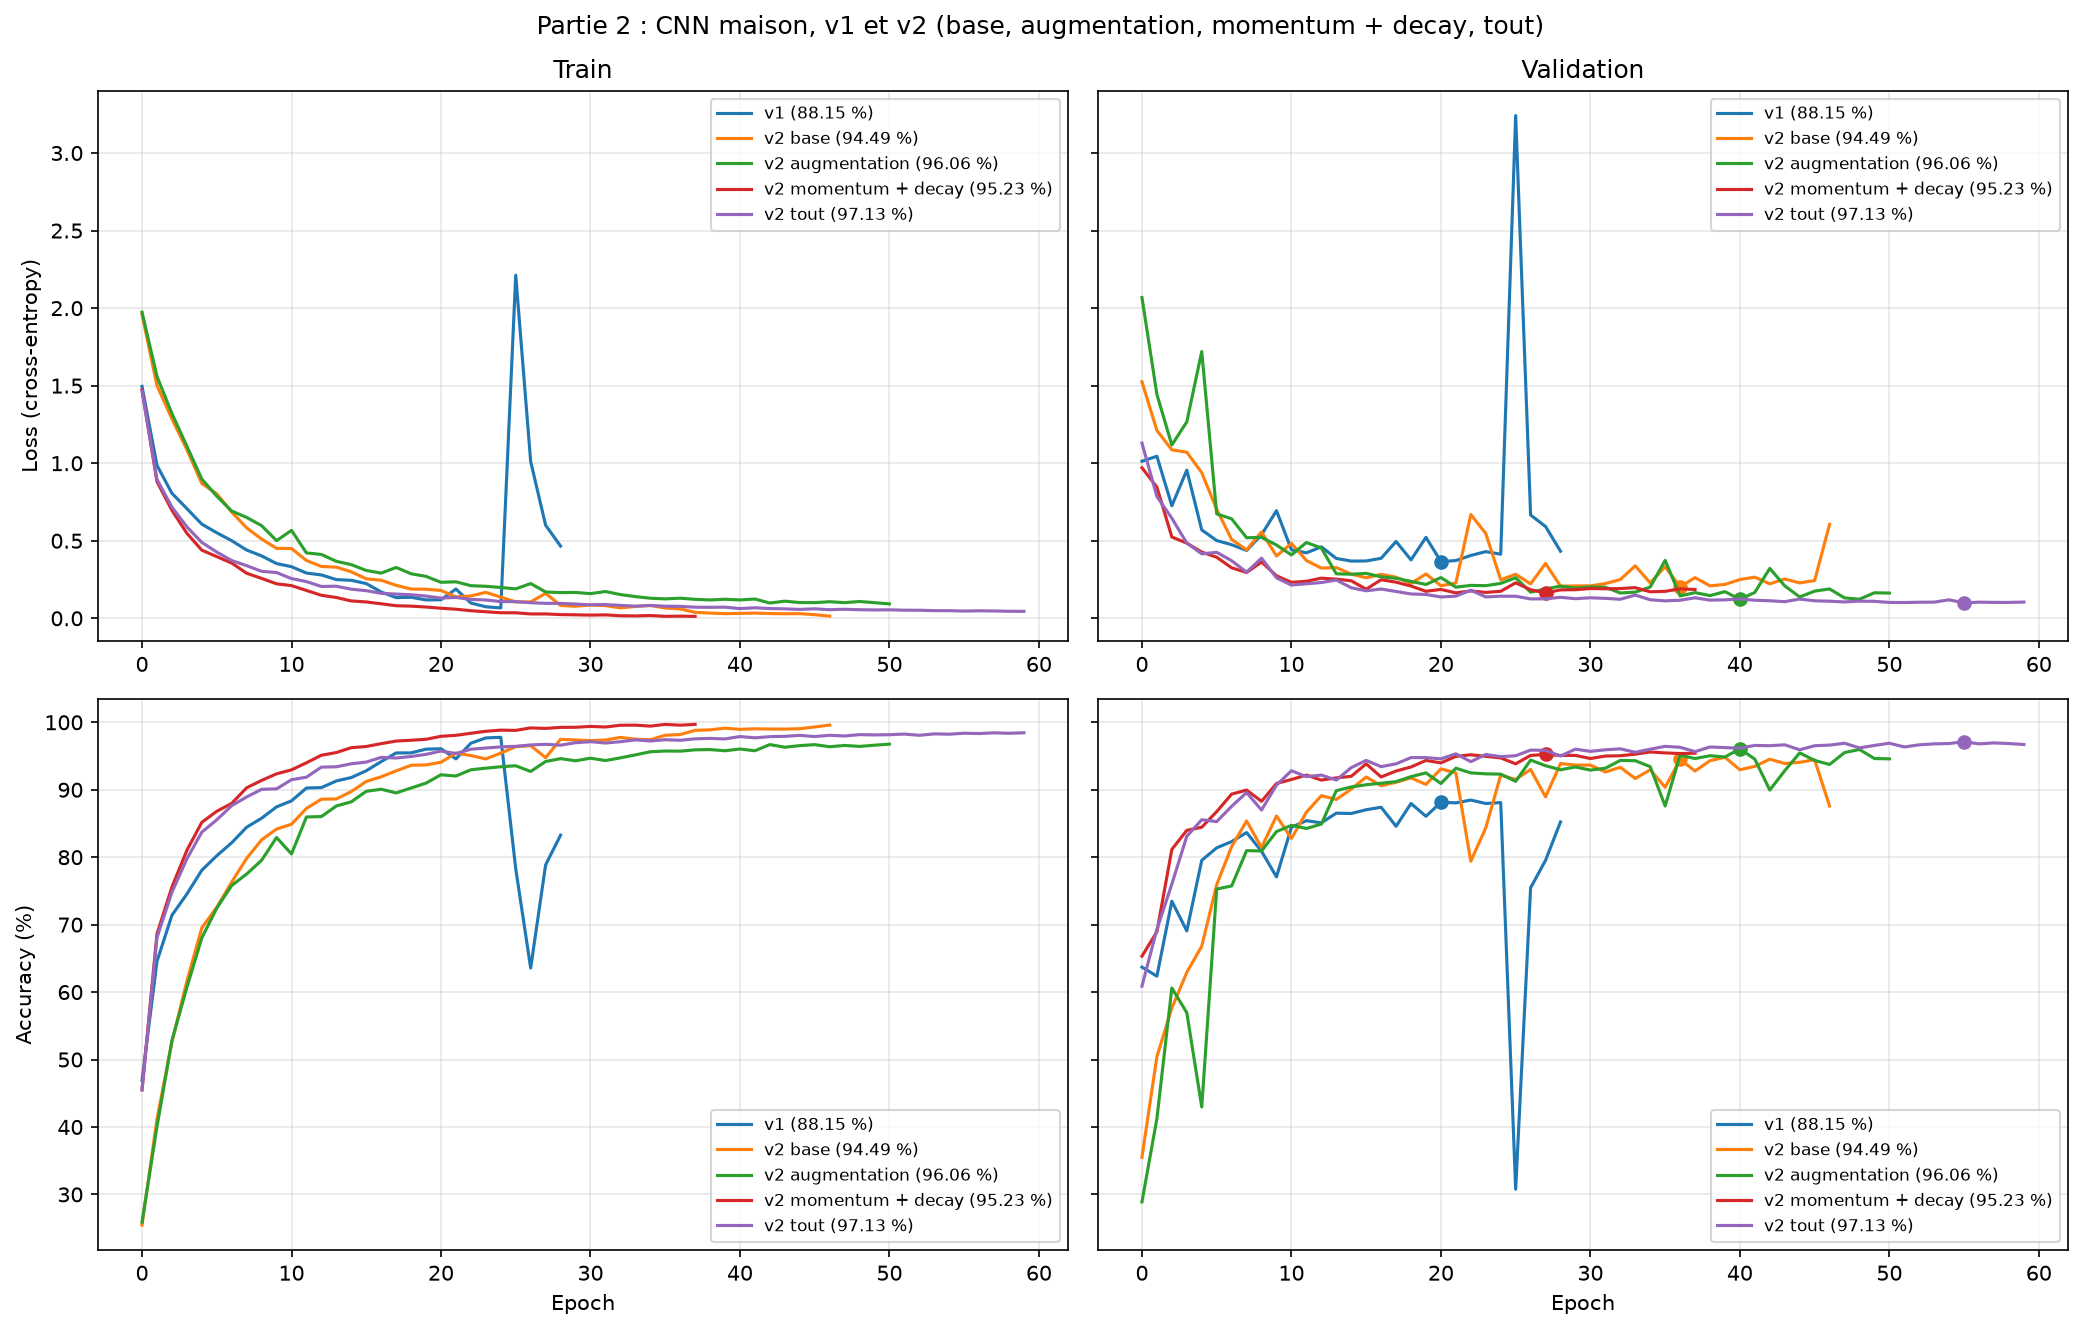 Partie 2 : CNN maison, v1 et v2 (base, augmentation, momentum + decay, tout)
Train
Loss (cross-entropy)
3.0
2.5
2.0
1.5
1.0
0.5
0.0
v1 (88.15 %)
v2 base (94.49 %)
v2 augmentation (96.06 %)
v2 momentum + decay (95.23 %)
v2 tout (97.13 %)
0 10 20 30 40 50 60
Validation
v1 (88.15 %)
v2 base (94.49 %)
v2 augmentation (96.06 %)
v2 momentum + decay (95.23 %)
v2 tout (97.13 %)
0 10 20 30 40 50 60
Accuracy (%)
100
90
80
70
60
50
40
30
v1 (88.15 %)
v2 base (94.49 %)
v2 augmentation (96.06 %)
v2 momentum + decay (95.23 %)
v2 tout (97.13 %)
0 10 20 30 40 50 60
Epoch
v1 (88.15 %)
v2 base (94.49 %)
v2 augmentation (96.06 %)
v2 momentum + decay (95.23 %)
v2 tout (97.13 %)
0 10 20 30 40 50 60
Epoch